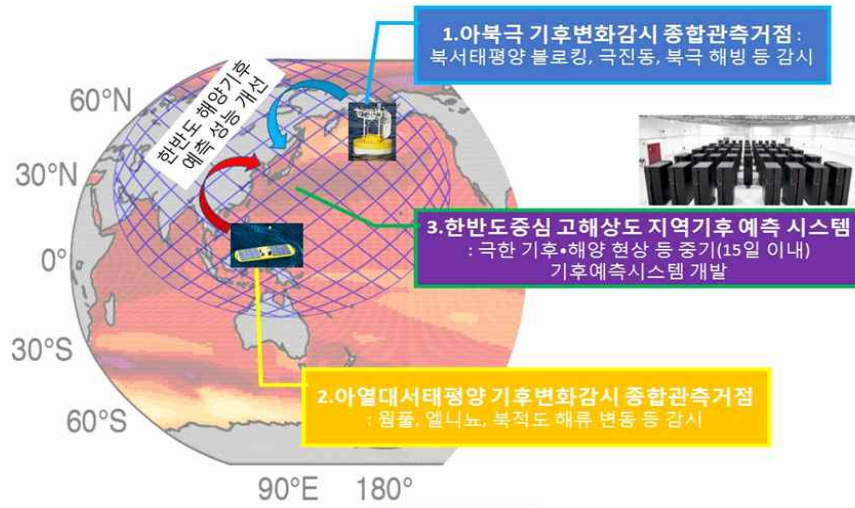 1.아북극 기후변화감시 종합관측거점 :
북서태평양 블로킹, 극진동, 북극 해빙 등 감시
한반도 해양기후
예측 성능 개선
60°N
30°N
0°
30°S
60°S
90°E
180°
3.한반도중심 고해상도 지역기후 예측 시스템
: 극한 기후•해양 현상 등 중기(15일 이내)
기후예측시스템 개발
2.아열대서태평양 기후변화감시 종합관측거점
: 웜풀, 엘니뇨, 북적도 해류 변동 등 감시